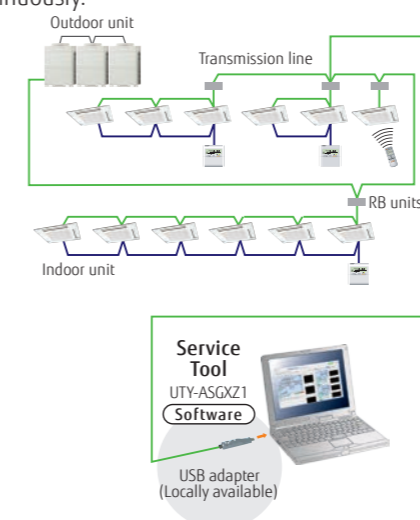 Outdoor unit
Transmission line
RB units
Indoor unit
Service
Tool
UTY-ASGXZ1
Software
USB adapter
(Locally available)